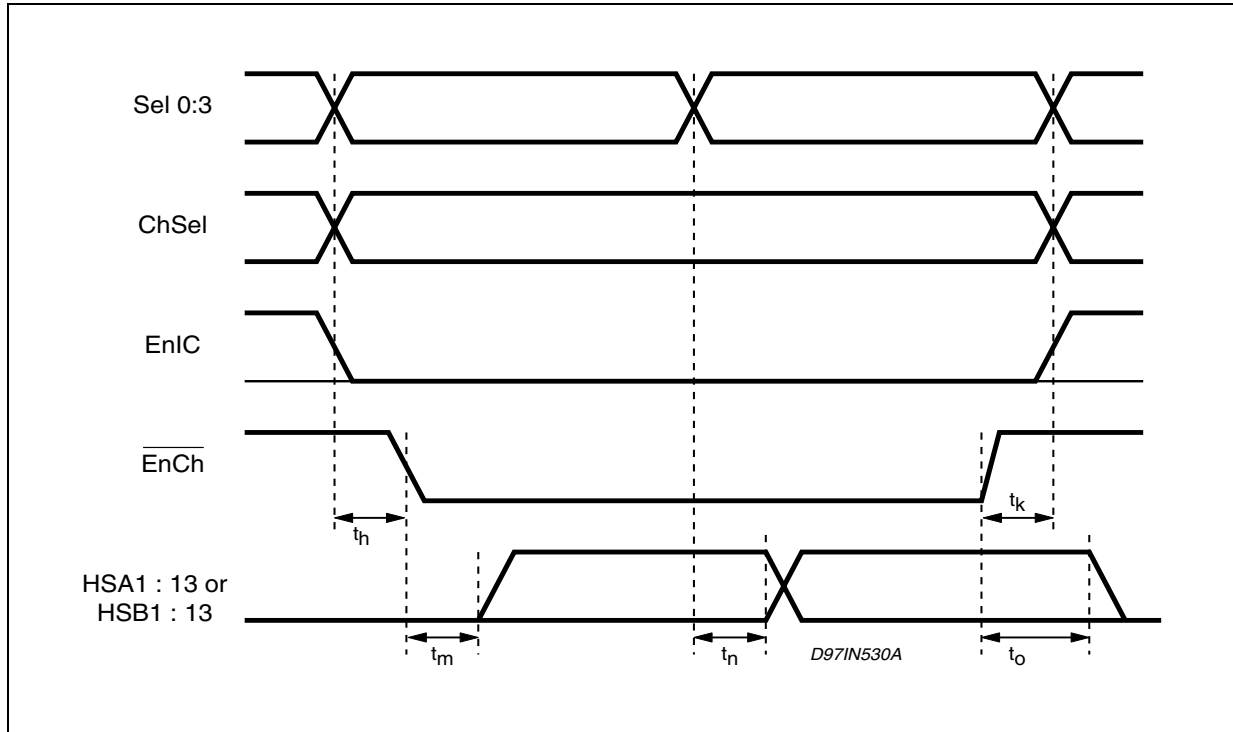 Sel 0:3
ChSel
EnIC
EnCh
th
tk
HSA1 : 13 or
HSB1 : 13
tm
tn
D97IN530A
to